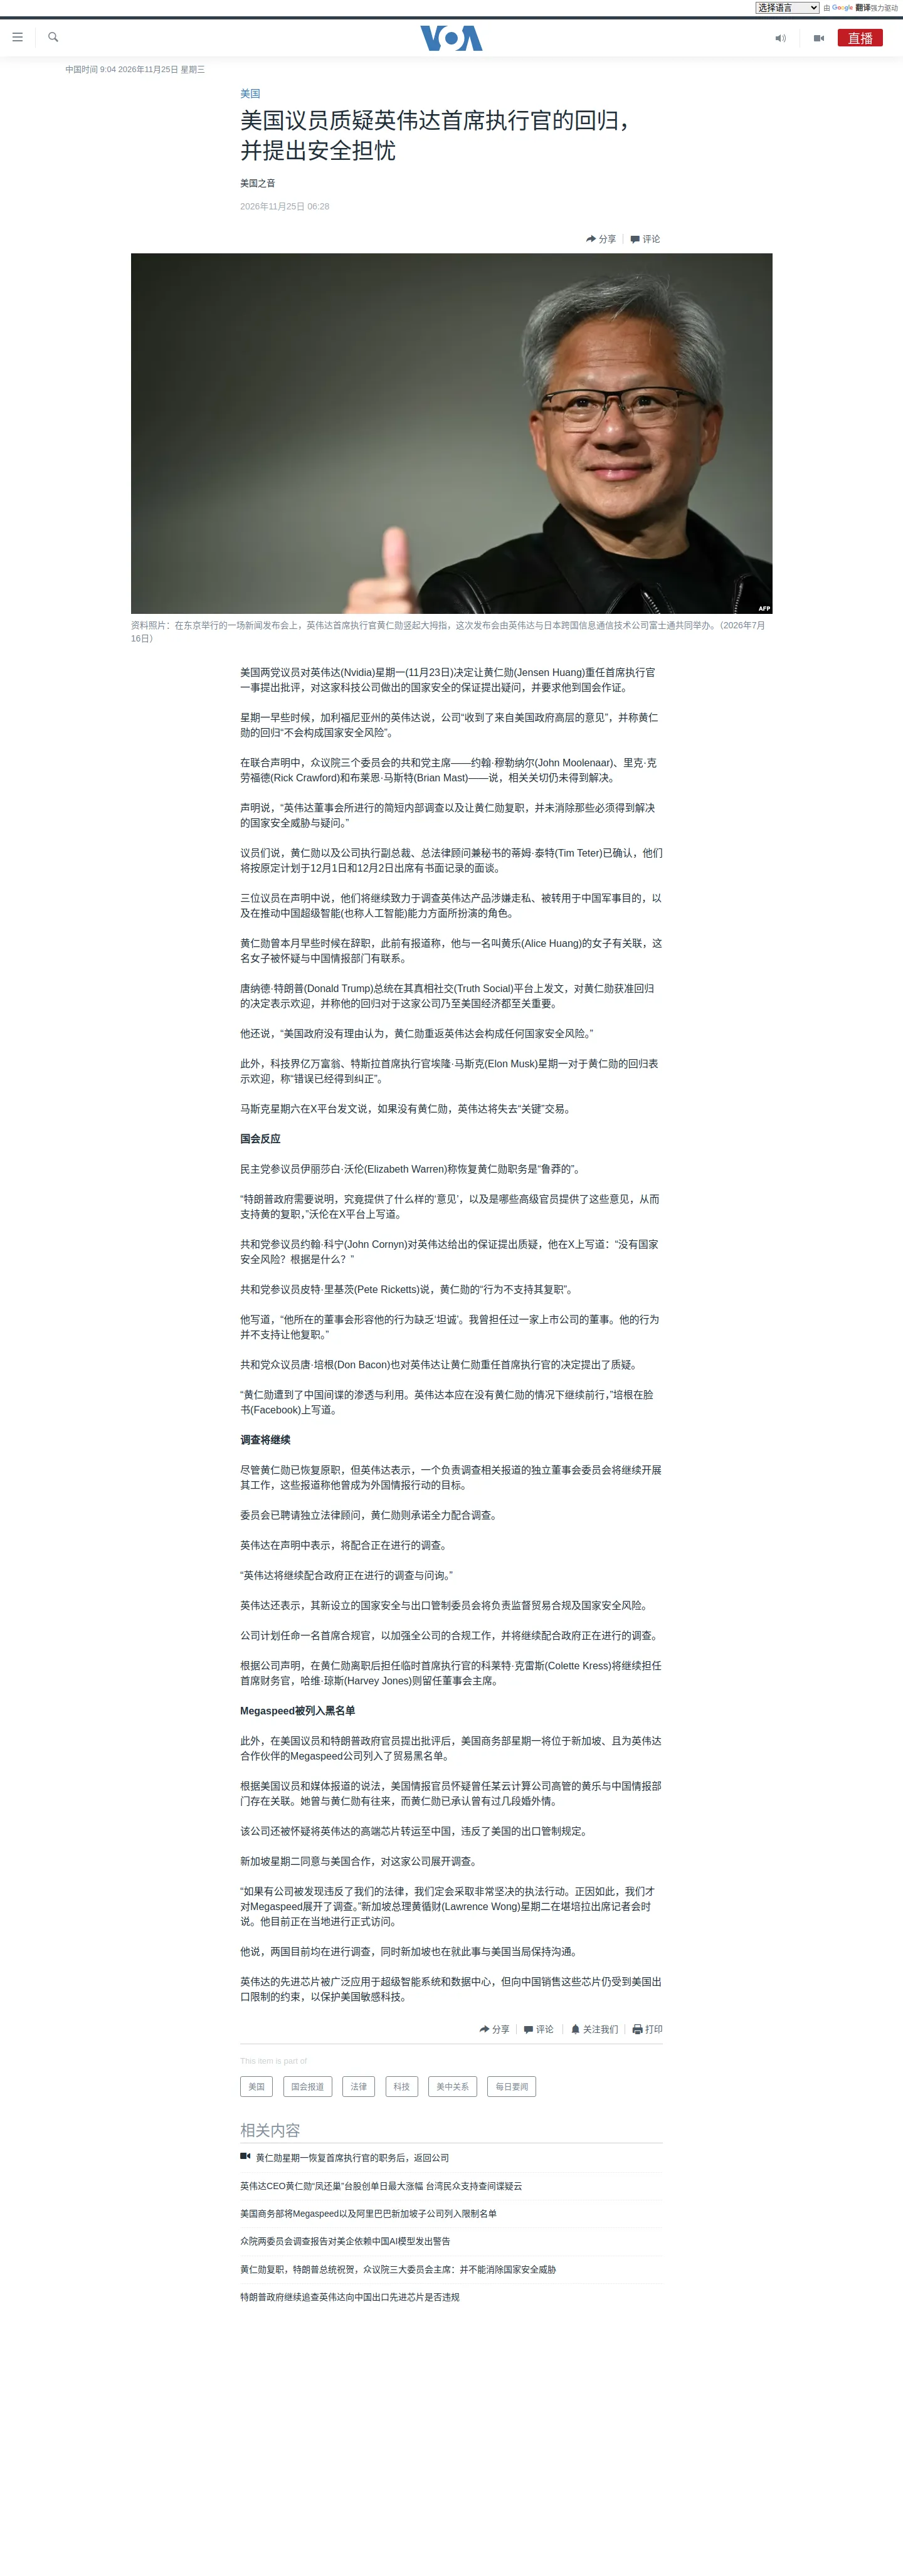 选择语言 由 Google 翻译强力驱动
VOA
直播
中国时间 9:04 2026年11月25日 星期三
美国
美国议员质疑英伟达首席执行官的回归，
并提出安全担忧
美国之音
2026年11月25日 06:28
分享 评论
AFP
资料照片：在东京举行的一场新闻发布会上，英伟达首席执行官黄仁勋竖起大拇指，这次发布会由英伟达与日本跨国信息通信技术公司富士通共同举办。（2026年7月
16日）
美国两党议员对英伟达(Nvidia)星期一(11月23日)决定让黄仁勋(Jensen Huang)重任首席执行官
一事提出批评，对这家科技公司做出的国家安全的保证提出疑问，并要求他到国会作证。
星期一早些时候，加利福尼亚州的英伟达说，公司“收到了来自美国政府高层的意见”，并称黄仁
勋的回归“不会构成国家安全风险”。
在联合声明中，众议院三个委员会的共和党主席——约翰·穆勒纳尔(John Moolenaar)、里克·克
劳福德(Rick Crawford)和布莱恩·马斯特(Brian Mast)——说，相关关切仍未得到解决。
声明说，“英伟达董事会所进行的简短内部调查以及让黄仁勋复职，并未消除那些必须得到解决
的国家安全威胁与疑问。”
议员们说，黄仁勋以及公司执行副总裁、总法律顾问兼秘书的蒂姆·泰特(Tim Teter)已确认，他们
将按原定计划于12月1日和12月2日出席有书面记录的面谈。
三位议员在声明中说，他们将继续致力于调查英伟达产品涉嫌走私、被转用于中国军事目的，以
及在推动中国超级智能(也称人工智能)能力方面所扮演的角色。
黄仁勋曾本月早些时候在辞职，此前有报道称，他与一名叫黄乐(Alice Huang)的女子有关联，这
名女子被怀疑与中国情报部门有联系。
唐纳德·特朗普(Donald Trump)总统在其真相社交(Truth Social)平台上发文，对黄仁勋获准回归
的决定表示欢迎，并称他的回归对于这家公司乃至美国经济都至关重要。
他还说，“美国政府没有理由认为，黄仁勋重返英伟达会构成任何国家安全风险。”
此外，科技界亿万富翁、特斯拉首席执行官埃隆·马斯克(Elon Musk)星期一对于黄仁勋的回归表
示欢迎，称“错误已经得到纠正”。
马斯克星期六在X平台发文说，如果没有黄仁勋，英伟达将失去“关键”交易。
国会反应
民主党参议员伊丽莎白·沃伦(Elizabeth Warren)称恢复黄仁勋职务是“鲁莽的”。
“特朗普政府需要说明，究竟提供了什么样的‘意见’，以及是哪些高级官员提供了这些意见，从而
支持黄的复职，”沃伦在X平台上写道。
共和党参议员约翰·科宁(John Cornyn)对英伟达给出的保证提出质疑，他在X上写道：“没有国家
安全风险？根据是什么？”
共和党参议员皮特·里基茨(Pete Ricketts)说，黄仁勋的“行为不支持其复职”。
他写道，“他所在的董事会形容他的行为缺乏‘坦诚’。我曾担任过一家上市公司的董事。他的行为
并不支持让他复职。”
共和党众议员唐·培根(Don Bacon)也对英伟达让黄仁勋重任首席执行官的决定提出了质疑。
“黄仁勋遭到了中国间谍的渗透与利用。英伟达本应在没有黄仁勋的情况下继续前行，”培根在脸
书(Facebook)上写道。
调查将继续
尽管黄仁勋已恢复原职，但英伟达表示，一个负责调查相关报道的独立董事会委员会将继续开展
其工作，这些报道称他曾成为外国情报行动的目标。
委员会已聘请独立法律顾问，黄仁勋则承诺全力配合调查。
英伟达在声明中表示，将配合正在进行的调查。
“英伟达将继续配合政府正在进行的调查与问询。”
英伟达还表示，其新设立的国家安全与出口管制委员会将负责监督贸易合规及国家安全风险。
公司计划任命一名首席合规官，以加强全公司的合规工作，并将继续配合政府正在进行的调查。
根据公司声明，在黄仁勋离职后担任临时首席执行官的科莱特·克雷斯(Colette Kress)将继续担任
首席财务官，哈维·琼斯(Harvey Jones)则留任董事会主席。
Megaspeed被列入黑名单
此外，在美国议员和特朗普政府官员提出批评后，美国商务部星期一将位于新加坡、且为英伟达
合作伙伴的Megaspeed公司列入了贸易黑名单。
根据美国议员和媒体报道的说法，美国情报官员怀疑曾任某云计算公司高管的黄乐与中国情报部
门存在关联。她曾与黄仁勋有往来，而黄仁勋已承认曾有过几段婚外情。
该公司还被怀疑将英伟达的高端芯片转运至中国，违反了美国的出口管制规定。
新加坡星期二同意与美国合作，对这家公司展开调查。
“如果有公司被发现违反了我们的法律，我们定会采取非常坚决的执法行动。正因如此，我们才
对Megaspeed展开了调查。”新加坡总理黄循财(Lawrence Wong)星期二在堪培拉出席记者会时
说。他目前正在当地进行正式访问。
他说，两国目前均在进行调查，同时新加坡也在就此事与美国当局保持沟通。
英伟达的先进芯片被广泛应用于超级智能系统和数据中心，但向中国销售这些芯片仍受到美国出
口限制的约束，以保护美国敏感科技。
分享 评论 关注我们 打印
This item is part of
美国 国会报道 法律 科技 美中关系 每日要闻
相关内容
黄仁勋星期一恢复首席执行官的职务后，返回公司
英伟达CEO黄仁勋“凤还巢”台股创单日最大涨幅 台湾民众支持查间谍疑云
美国商务部将Megaspeed以及阿里巴巴新加坡子公司列入限制名单
众院两委员会调查报告对美企依赖中国AI模型发出警告
黄仁勋复职，特朗普总统祝贺，众议院三大委员会主席：并不能消除国家安全威胁
特朗普政府继续追查英伟达向中国出口先进芯片是否违规